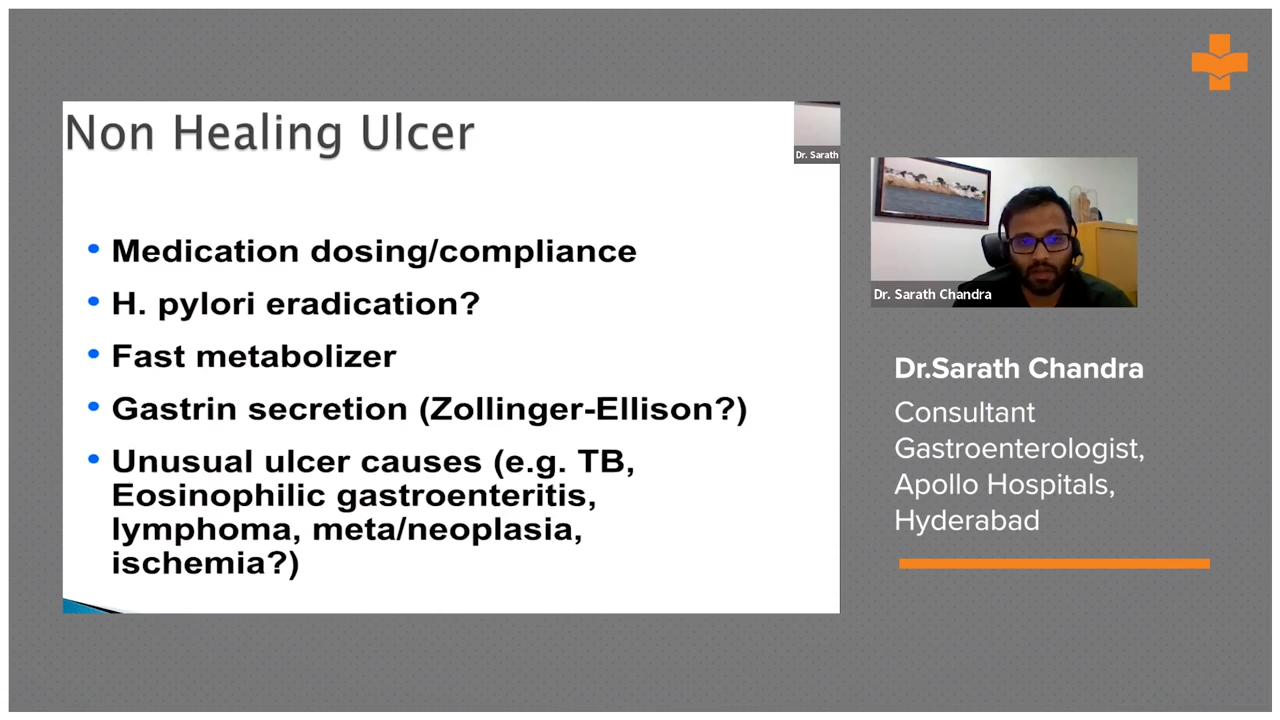 Non Healing Ulcer
Dr. Sarath
• Medication dosing/compliance
• H. pylori eradication?
• Fast metabolizer
• Gastrin secretion (Zollinger-Ellison?)
• Unusual ulcer causes (e.g. TB,
Eosinophilic gastroenteritis,
lymphoma, meta/neoplasia,
ischemia?)
Dr. Sarath Chandra
Dr.Sarath Chandra
Consultant
Gastroenterologist,
Apollo Hospitals,
Hyderabad